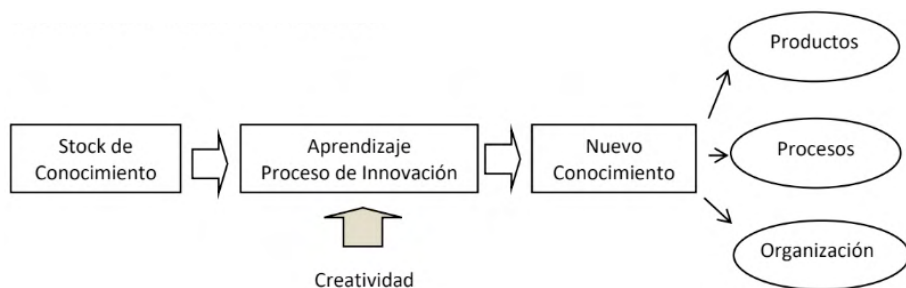 Stock de
Conocimiento
Aprendizaje
Proceso de Innovación
Nuevo
Conocimiento
Productos
Procesos
Organización
Creatividad